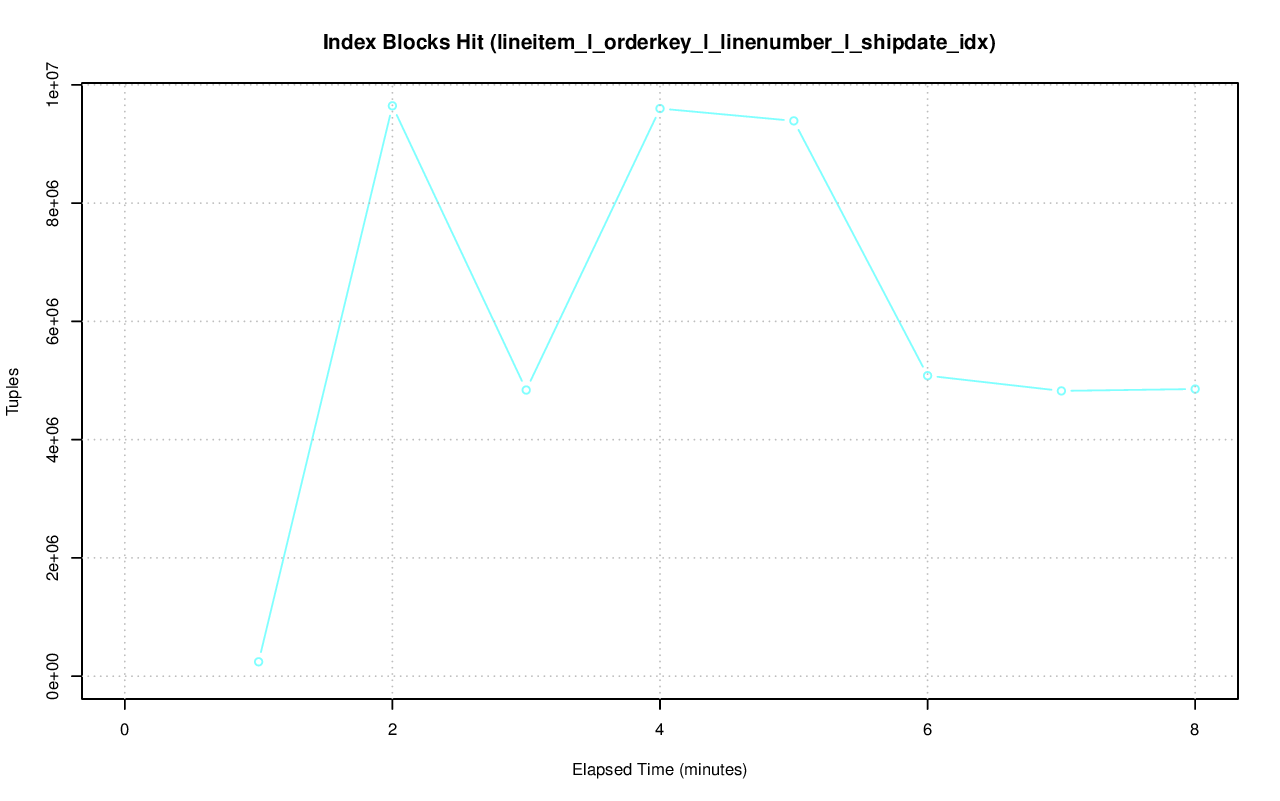 Index Blocks Hit (lineitem_l_orderkey_l_linenumber_l_shipdate_idx)
1e+07
8e+06
6e+06
4e+06
2e+06
0e+00
Tuples
0 2 4 6 8
Elapsed Time (minutes)